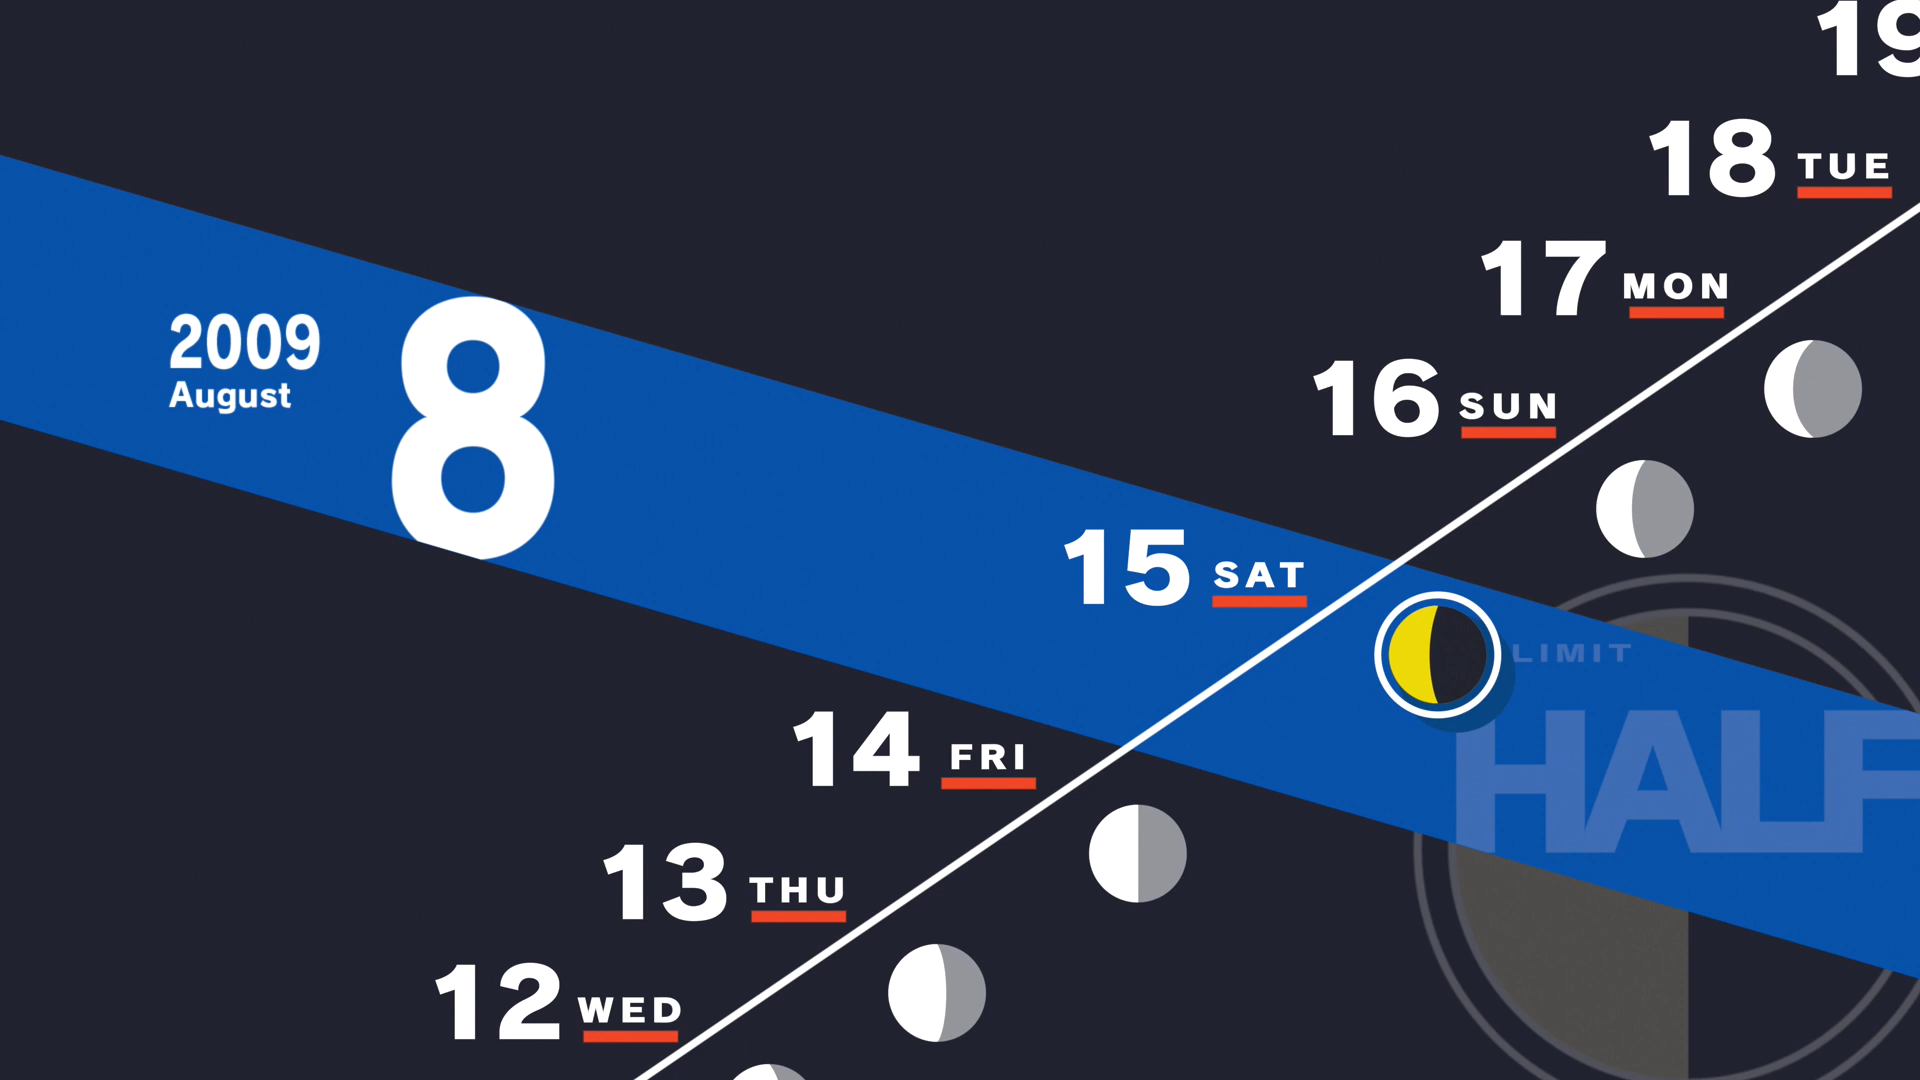 19
18 TUE
17 MON
16 SUN
2009
August
8
15 SAT
LIMIT
HALF
14 FRI
13 THU
12 WED